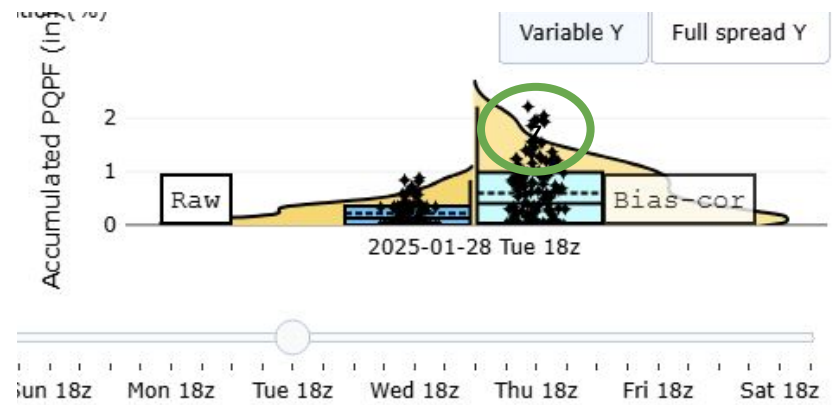 Variable Y
Full spread Y
Accumulated PQPF (in)
2
1
0
Raw
Bias-cor
2025-01-28 Tue 18z
Sun 18z
Mon 18z
Tue 18z
Wed 18z
Thu 18z
Fri 18z
Sat 18z